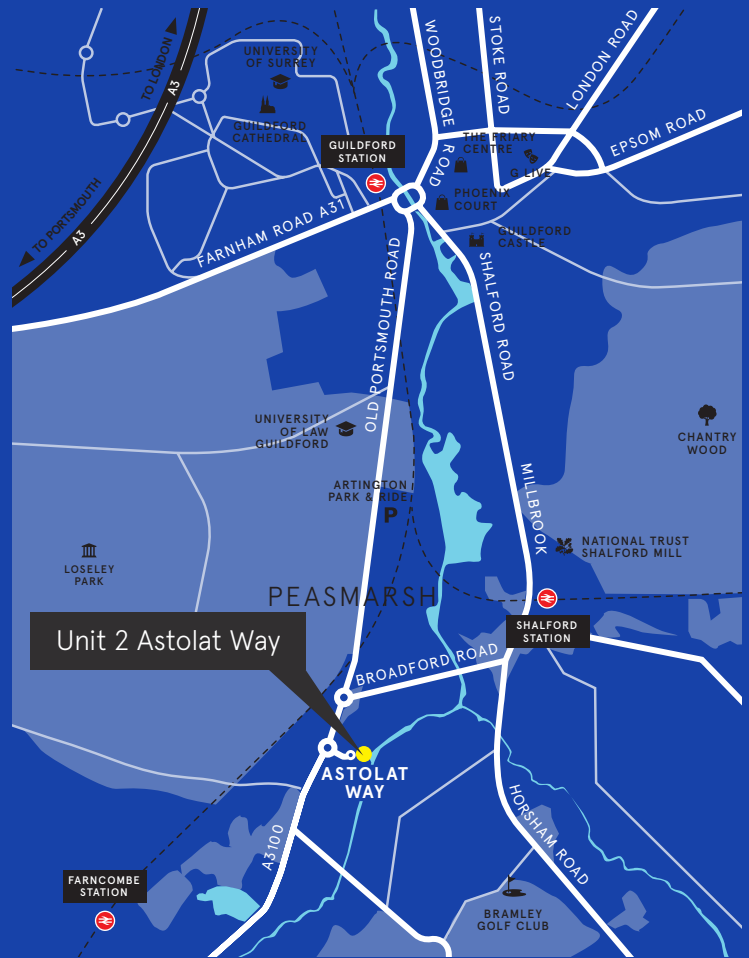 TO LONDON
A3
UNIVERSITY
OF SURREY
GUILDFORD
CATHEDRAL
GUILDFORD
STATION
WOODBRIDGE ROAD
STOKE ROAD
LONDON ROAD
EPSOM ROAD
THE FRIARY
CENTRE
G LIVE
PHOENIX
COURT
GUILDFORD
CASTLE
TO PORTSMOUTH
A3
FARNHAM ROAD A31
OLD PORTSMOUTH ROAD
SHALFORD ROAD
UNIVERSITY
OF LAW
GUILDFORD
CHANTRY
WOOD
ARTINGTON
PARK & RIDE
P
MILLBROOK
NATIONAL TRUST
SHALFORD MILL
LOSELEY
PARK
PEASMARSH
SHALFORD
STATION
Unit 2 Astolat Way
BROADFORD ROAD
ASTOLAT
WAY
A3100
HORSHAM ROAD
FARNCOMBE
STATION
BRAMLEY
GOLF CLUB